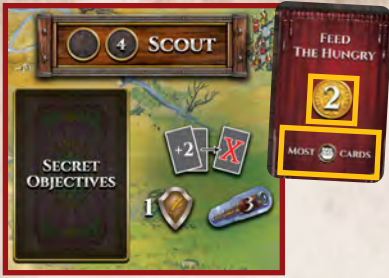 4 SCOUT
SECRET
OBJECTIVES
+2 X
1 3
FEED
THE HUNGRY
2
MOST CARDS